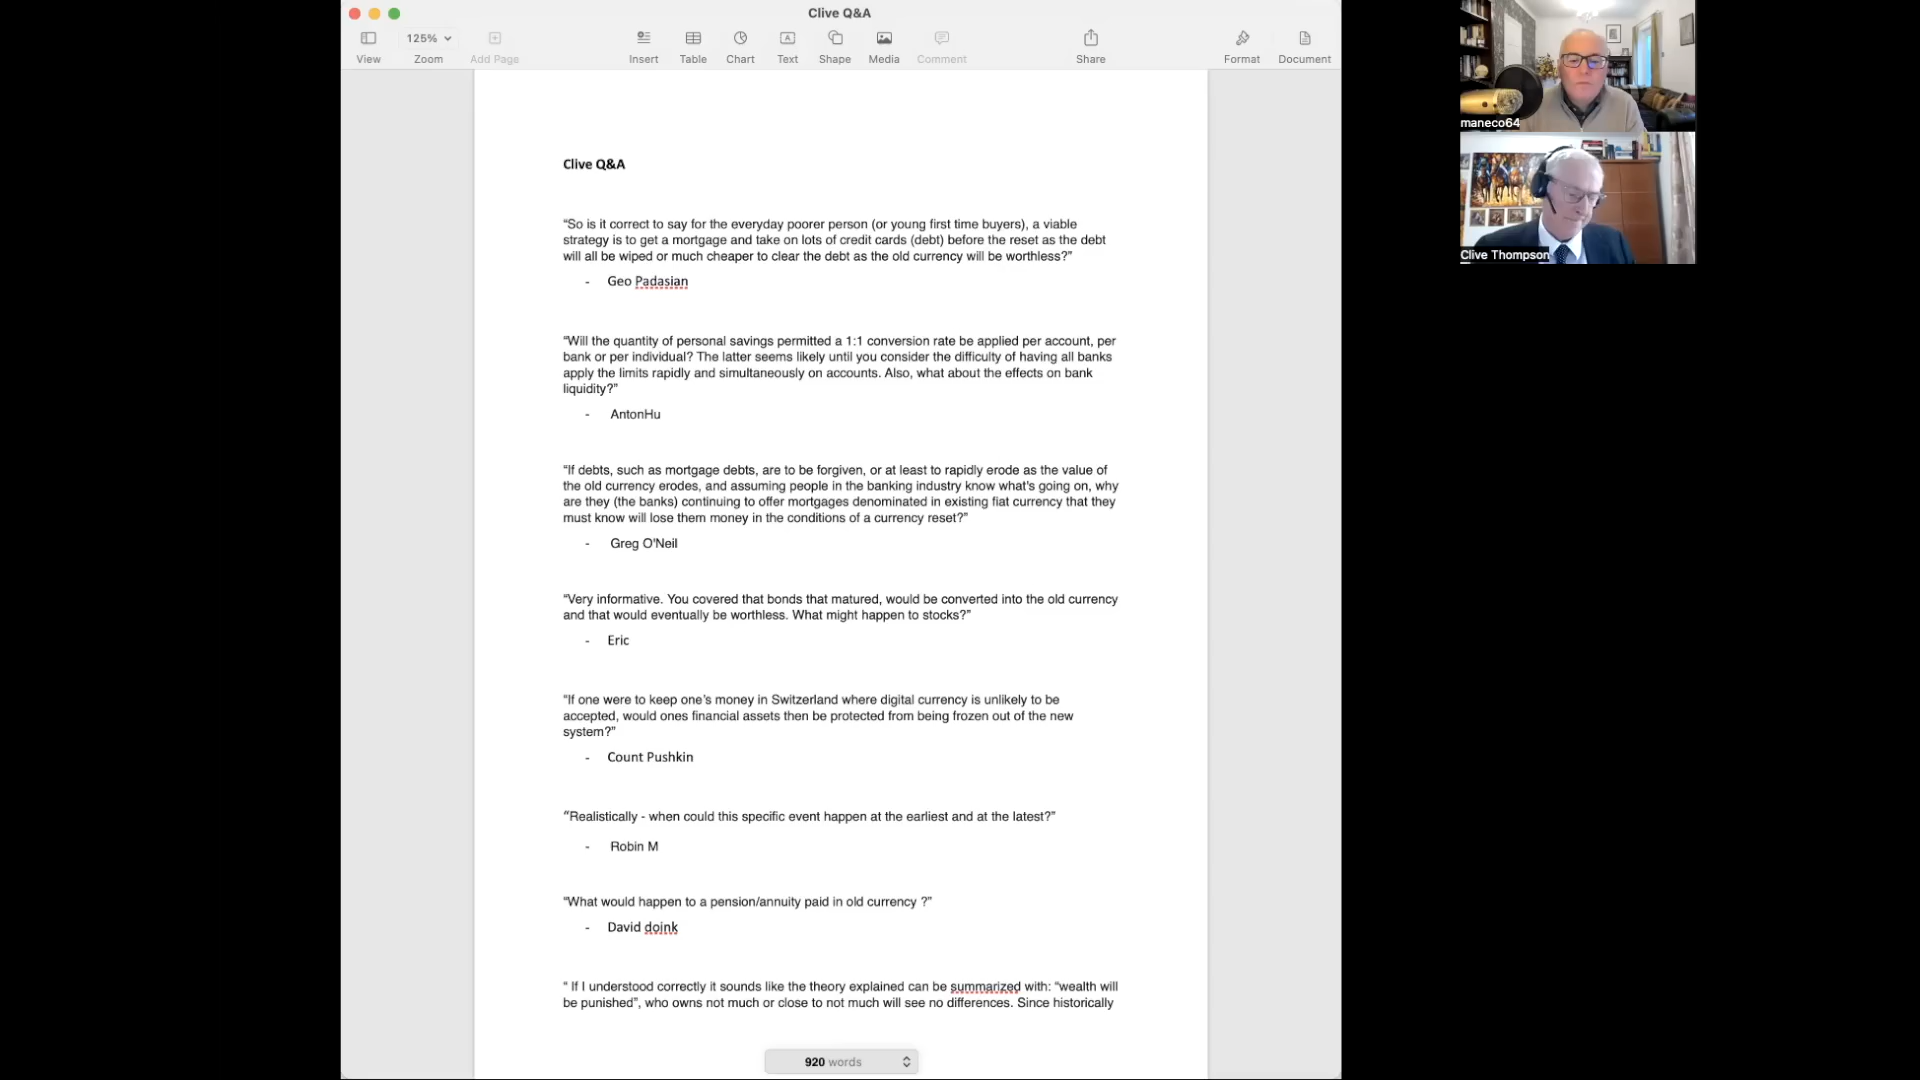 Clive Q&A
125%
View
Zoom
Add Page
Insert
Table
Chart
Text
Shape
Media
Comment
Share
Format
Document
maneco64
Clive Thompson
Clive Q&A
“So is it correct to say for the everyday poorer person (or young first time buyers), a viable
strategy is to get a mortgage and take on lots of credit cards (debt) before the reset as the debt
will all be wiped or much cheaper to clear the debt as the old currency will be worthless?”
- Geo Padasian
“Will the quantity of personal savings permitted a 1:1 conversion rate be applied per account, per
bank or per individual? The latter seems likely until you consider the difficulty of having all banks
apply the limits rapidly and simultaneously on accounts. Also, what about the effects on bank
liquidity?”
- AntonHu
“If debts, such as mortgage debts, are to be forgiven, or at least to rapidly erode as the value of
the old currency erodes, and assuming people in the banking industry know what's going on, why
are they (the banks) continuing to offer mortgages denominated in existing fiat currency that they
must know will lose them money in the conditions of a currency reset?”
- Greg O'Neil
“Very informative. You covered that bonds that matured, would be converted into the old currency
and that would eventually be worthless. What might happen to stocks?”
- Eric
“If one were to keep one’s money in Switzerland where digital currency is unlikely to be
accepted, would ones financial assets then be protected from being frozen out of the new
system?”
- Count Pushkin
“Realistically - when could this specific event happen at the earliest and at the latest?”
- Robin M
“What would happen to a pension/annuity paid in old currency ?”
- David doink
“ If I understood correctly it sounds like the theory explained can be summarized with: “wealth will
be punished”, who owns not much or close to not much will see no differences. Since historically
920 words